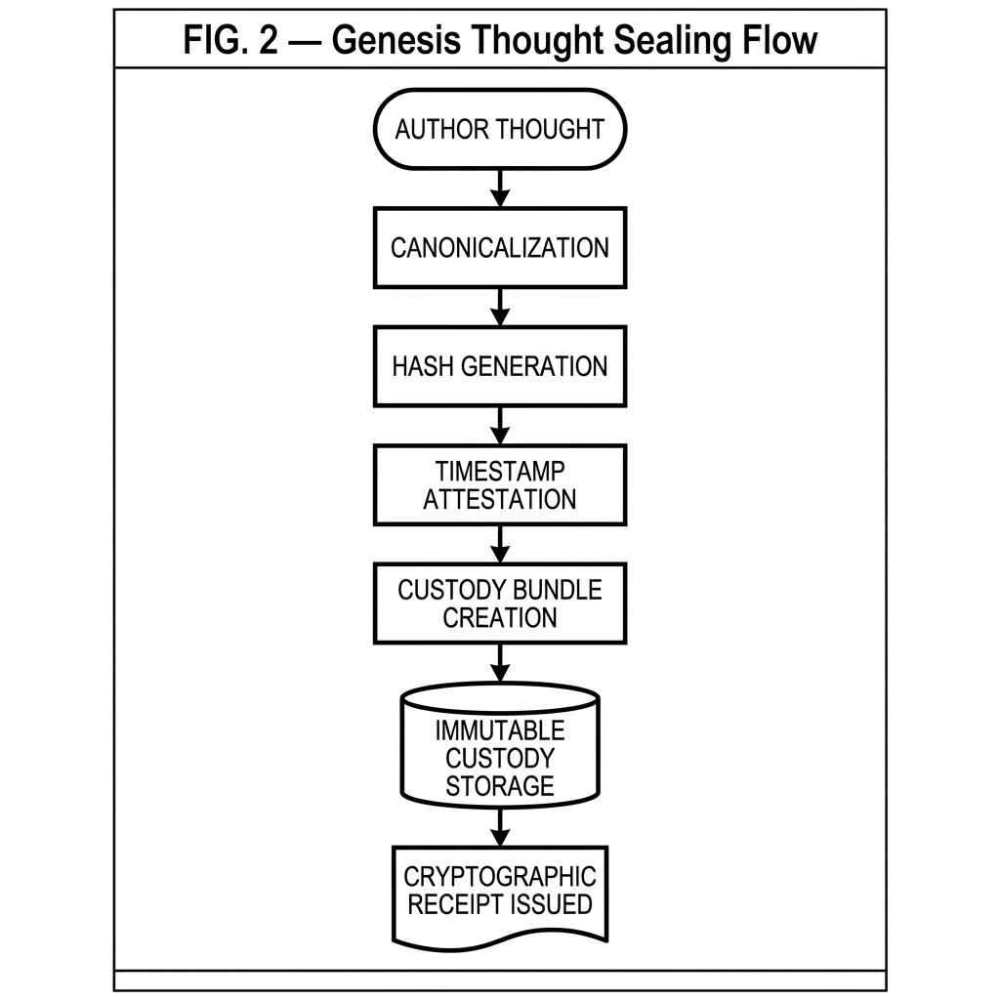 FIG. 2 — Genesis Thought Sealing Flow
AUTHOR THOUGHT
CANONICALIZATION
HASH GENERATION
TIMESTAMP
ATTESTATION
CUSTODY BUNDLE
CREATION
IMMUTABLE
CUSTODY
STORAGE
CRYPTOGRAPHIC
RECEIPT ISSUED